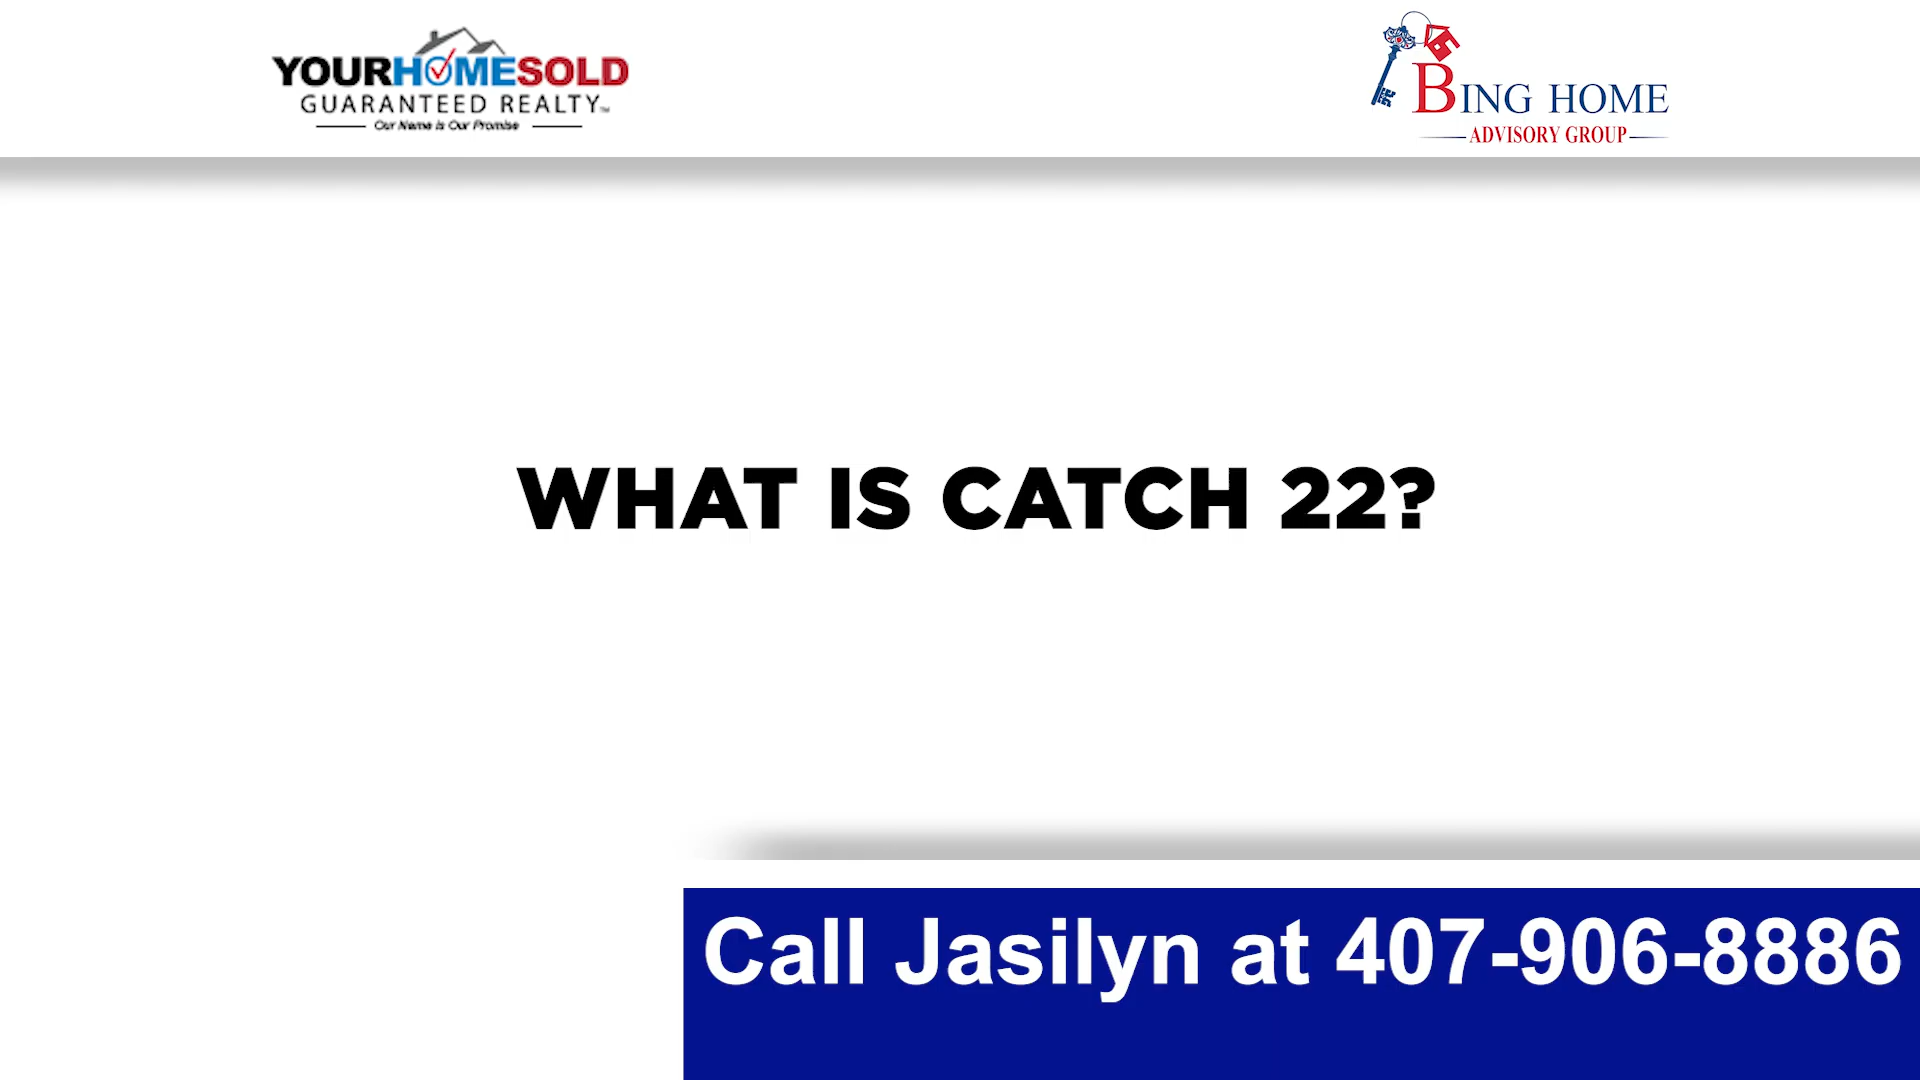 YOURHOMESOLD
GUARANTEED REALTY™
Our Name is Our Promise
BING HOME
ADVISORY GROUP
WHAT IS CATCH 22?
Call Jasilyn at 407-906-8886